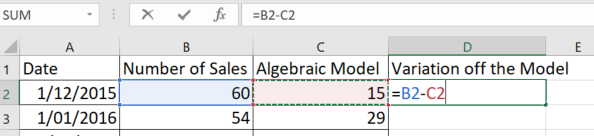 SUM fx =B2-C2
A B C D E
1 Date Number of Sales Algebraic Model Variation off the Model
2 1/12/2015 60 15 =B2-C2
3 1/01/2016 54 29